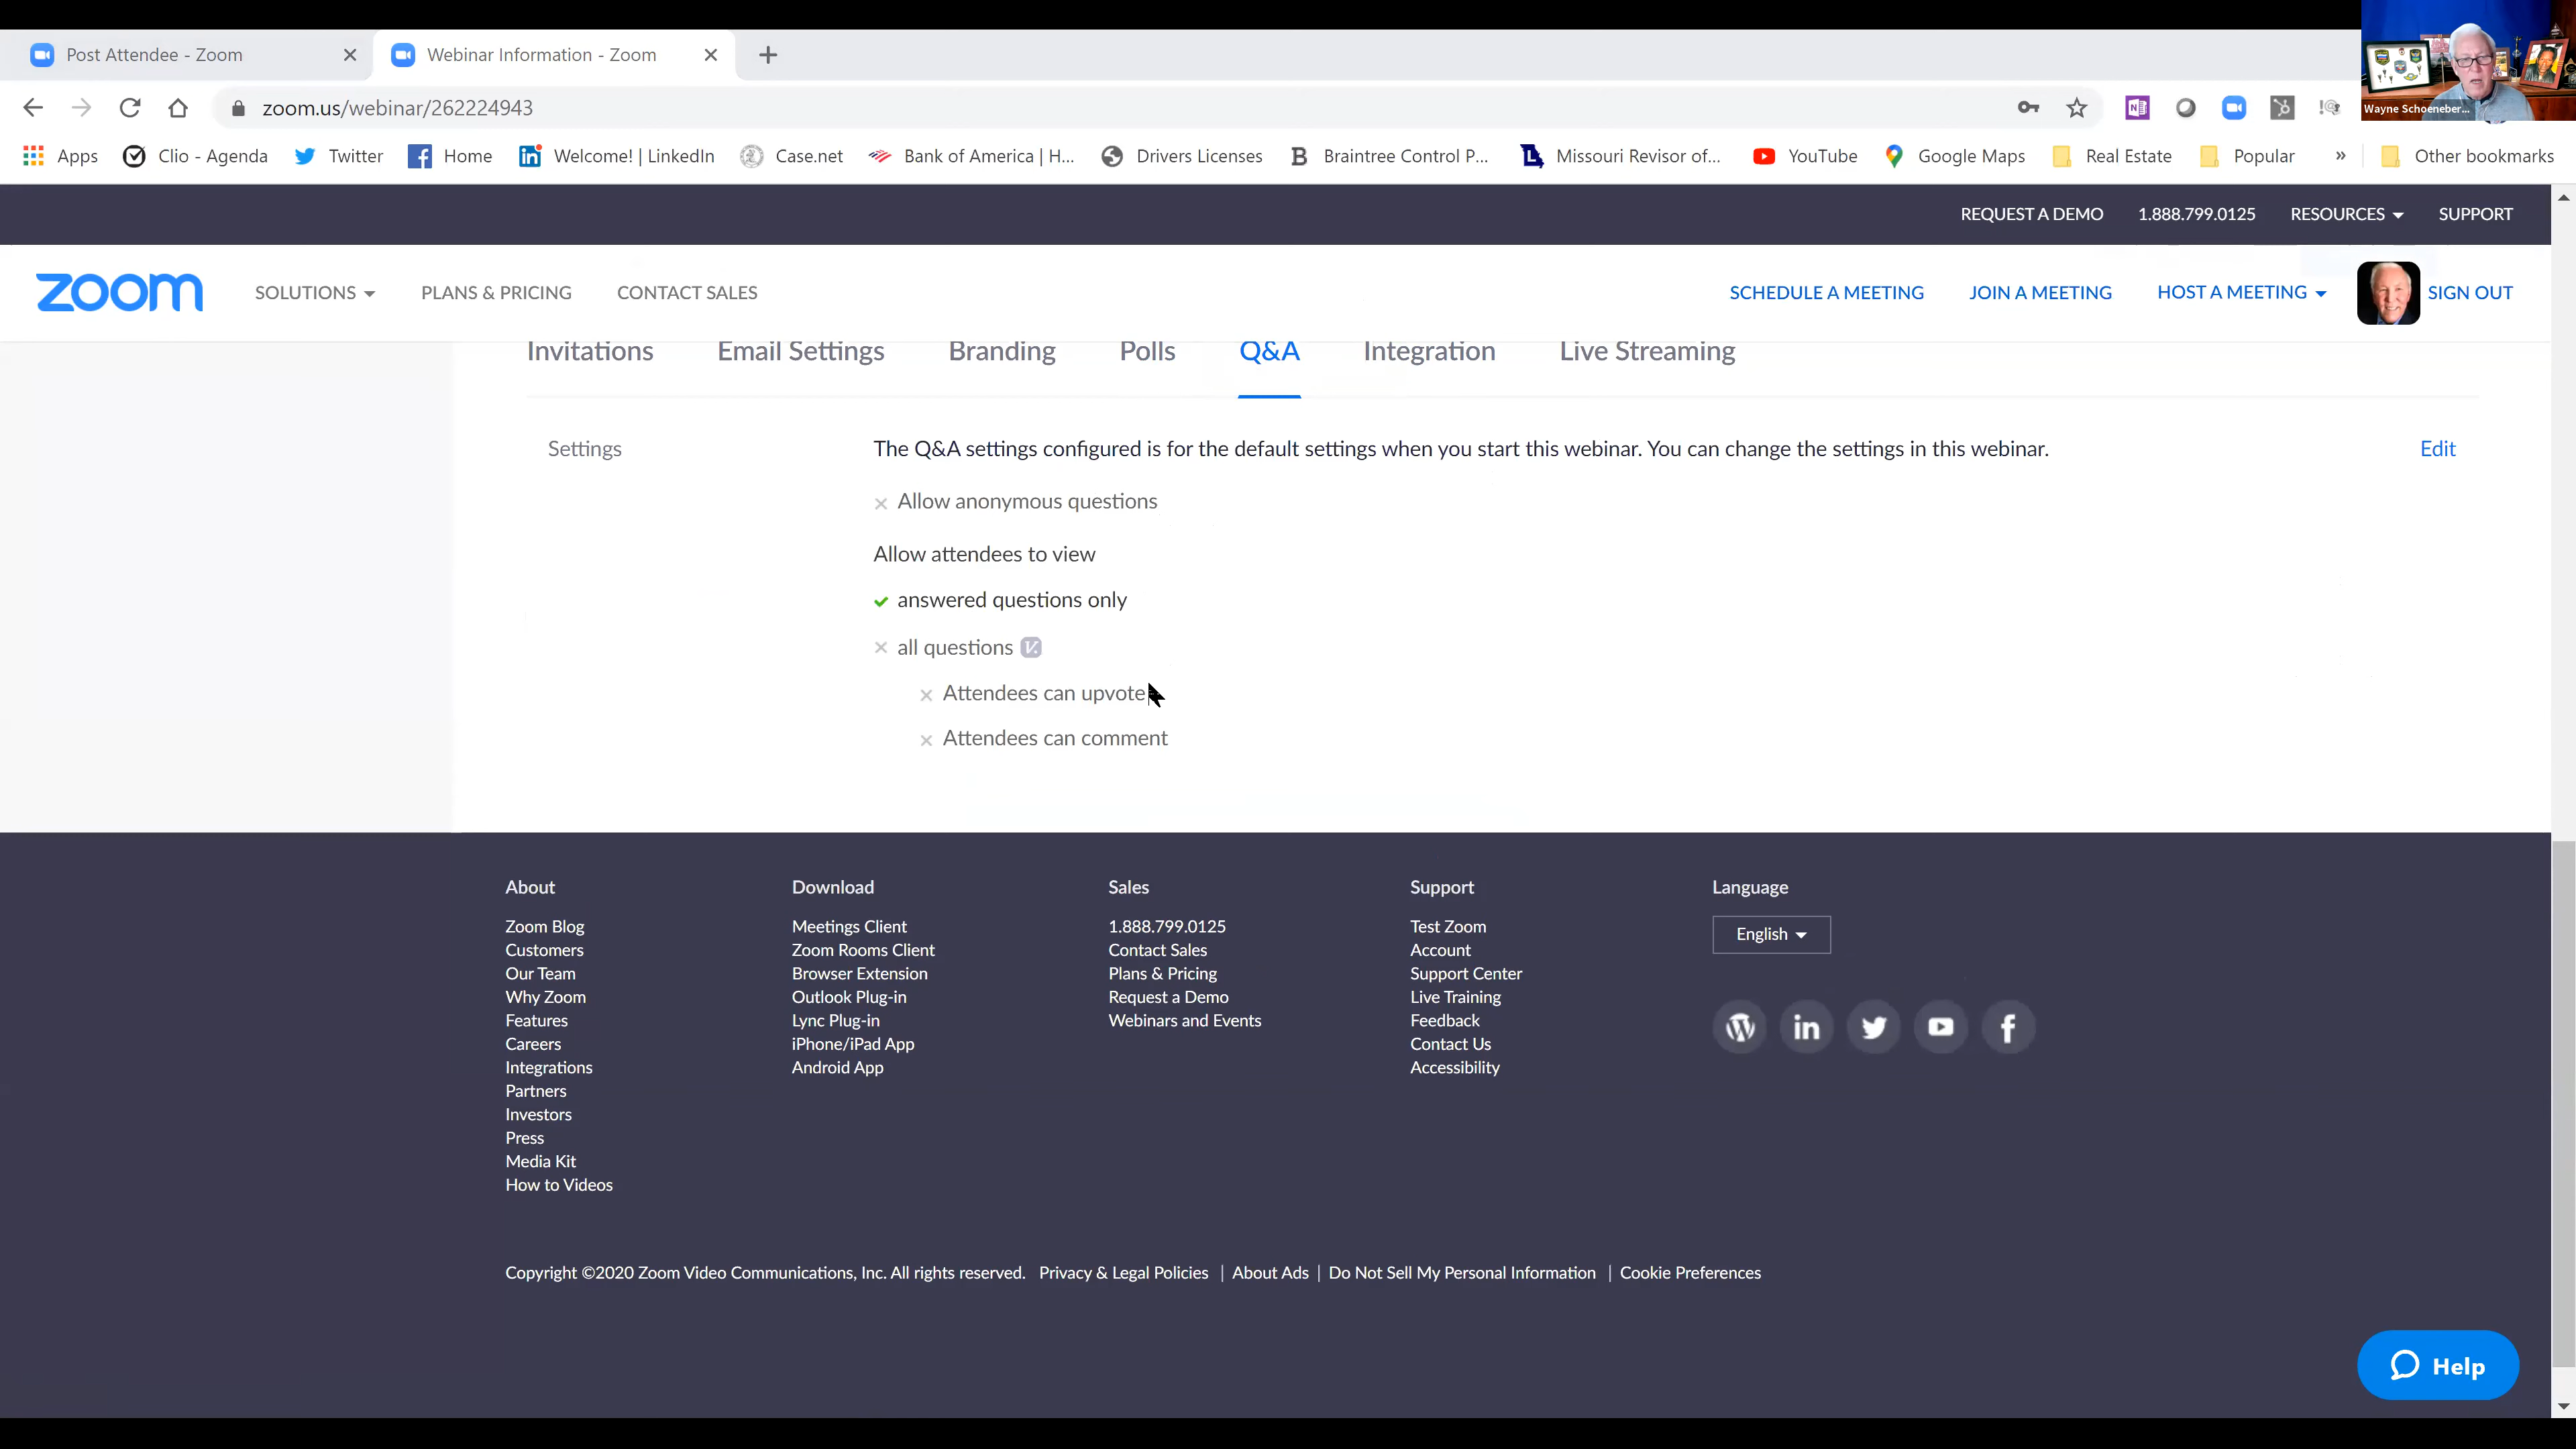 Post Attendee - Zoom
Webinar Information - Zoom
Wayne Schoeneber...
zoom.us/webinar/262224943
Apps Clio - Agenda Twitter Home Welcome! | LinkedIn Case.net Bank of America | H... Drivers Licenses Braintree Control P... Missouri Revisor of... YouTube Google Maps Real Estate Popular » Other bookmarks
REQUEST A DEMO 1.888.799.0125 RESOURCES SUPPORT
zoom SOLUTIONS PLANS & PRICING CONTACT SALES SCHEDULE A MEETING JOIN A MEETING HOST A MEETING SIGN OUT
Invitations Email Settings Branding Polls Q&A Integration Live Streaming
Settings The Q&A settings configured is for the default settings when you start this webinar. You can change the settings in this webinar. Edit
Allow anonymous questions
Allow attendees to view
answered questions only
all questions
Attendees can upvote
Attendees can comment
About
Zoom Blog
Customers
Our Team
Why Zoom
Features
Careers
Integrations
Partners
Investors
Press
Media Kit
How to Videos
Download
Meetings Client
Zoom Rooms Client
Browser Extension
Outlook Plug-in
Lync Plug-in
iPhone/iPad App
Android App
Sales
1.888.799.0125
Contact Sales
Plans & Pricing
Request a Demo
Webinars and Events
Support
Test Zoom
Account
Support Center
Live Training
Feedback
Contact Us
Accessibility
Language
English
Copyright ©2020 Zoom Video Communications, Inc. All rights reserved. Privacy & Legal Policies | About Ads | Do Not Sell My Personal Information | Cookie Preferences
Help